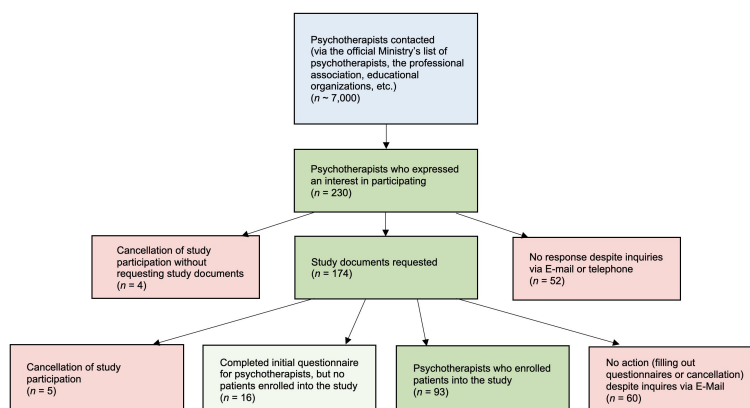 Psychotherapists contacted
(via the official Ministry's list of
psychotherapists, the professional
association, educational
organizations, etc.)
(n ~ 7,000)
Psychotherapists who expressed
an interest in participating
(n = 230)
Cancellation of study
participation without
requesting study documents
(n = 4)
Study documents requested
(n = 174)
No response despite inquiries
via E-mail or telephone
(n = 52)
Cancellation of study
participation
(n = 5)
Completed initial questionnaire
for psychotherapists, but no
patients enrolled into the study
(n = 16)
Psychotherapists who enrolled
patients into the study
(n = 93)
No action (filling out
questionnaires or cancellation)
despite inquires via E-Mail
(n = 60)